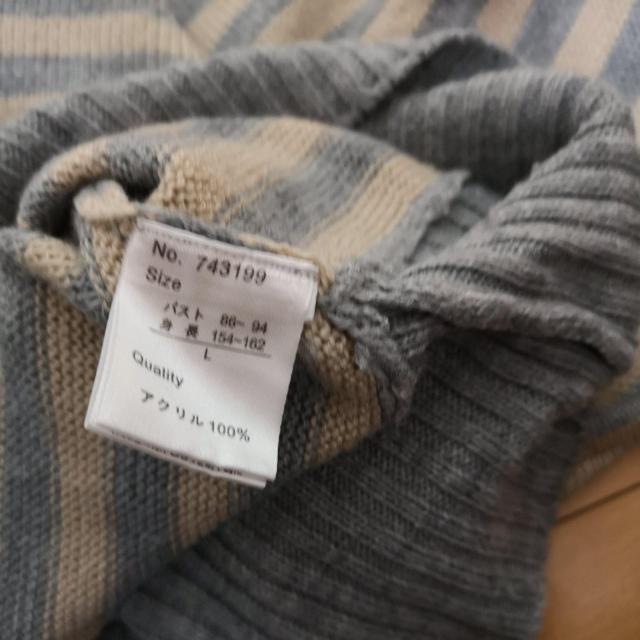 No. 743199
Size
バスト 86~ 94
身 長 154~162
L
Quality
アクリル 100%